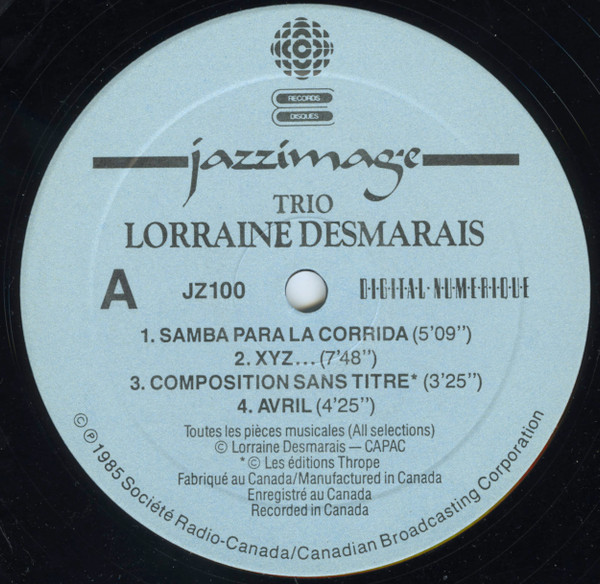 RECORDS
DISQUES
jazzimage
TRIO
LORRAINE DESMARAIS
A
JZ100
DIGITAL·NUMERIQUE
1. SAMBA PARA LA CORRIDA (5'09")
2. XYZ... (7'48")
3. COMPOSITION SANS TITRE* (3'25")
4. AVRIL (4'25")
Toutes les pièces musicales (All selections)
© Lorraine Desmarais — CAPAC
*© Les éditions Thrope
Fabriqué au Canada/Manufactured in Canada
Enregistré au Canada
Recorded in Canada
© ℗ 1985 Société Radio-Canada/Canadian Broadcasting Corporation